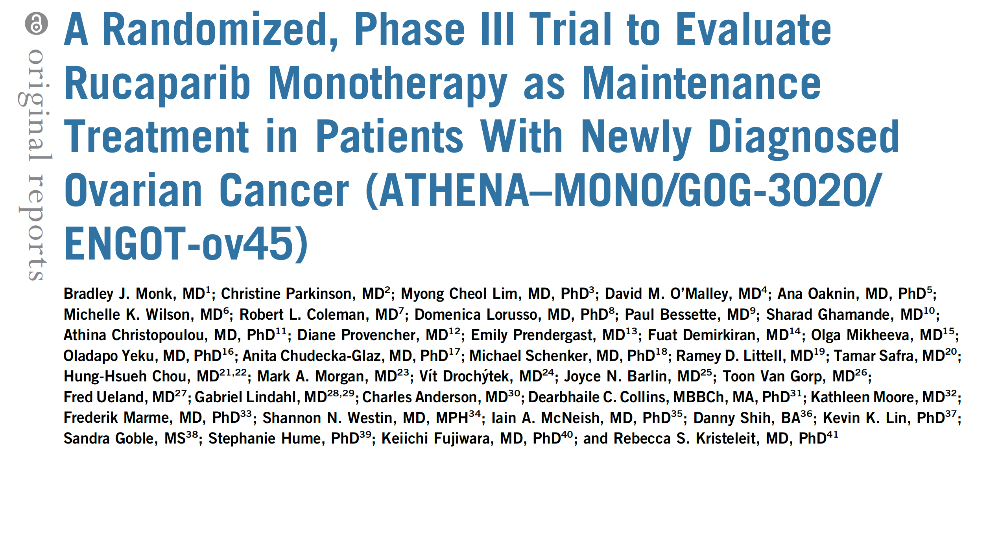 original reports
A Randomized, Phase III Trial to Evaluate
Rucaparib Monotherapy as Maintenance
Treatment in Patients With Newly Diagnosed
Ovarian Cancer (ATHENA–MONO/GOG-3020/
ENGOT-ov45)
Bradley J. Monk, MD¹; Christine Parkinson, MD²; Myong Cheol Lim, MD, PhD³; David M. O’Malley, MD⁴; Ana Oaknin, MD, PhD⁵;
Michelle K. Wilson, MD⁶; Robert L. Coleman, MD⁷; Domenica Lorusso, MD, PhD⁸; Paul Bessette, MD⁹; Sharad Ghamande, MD¹⁰;
Athina Christopoulou, MD, PhD¹¹; Diane Provencher, MD¹²; Emily Prendergast, MD¹³; Fuat Demirkiran, MD¹⁴; Olga Mikheeva, MD¹⁵;
Oladapo Yeku, MD, PhD¹⁶; Anita Chudecka-Glaz, MD, PhD¹⁷; Michael Schenker, MD, PhD¹⁸; Ramey D. Littell, MD¹⁹; Tamar Safra, MD²⁰;
Hung-Hsueh Chou, MD²¹,²²; Mark A. Morgan, MD²³; Vít Drochýtek, MD²⁴; Joyce N. Barlin, MD²⁵; Toon Van Gorp, MD²⁶;
Fred Ueland, MD²⁷; Gabriel Lindahl, MD²⁸,²⁹; Charles Anderson, MD³⁰; Dearbhaile C. Collins, MBBCh, MA, PhD³¹; Kathleen Moore, MD³²;
Frederik Marme, MD, PhD³³; Shannon N. Westin, MD, MPH³⁴; Iain A. McNeish, MD, PhD³⁵; Danny Shih, BA³⁶; Kevin K. Lin, PhD³⁷;
Sandra Goble, MS³⁸; Stephanie Hume, PhD³⁹; Keiichi Fujiwara, MD, PhD⁴⁰; and Rebecca S. Kristeleit, MD, PhD⁴¹